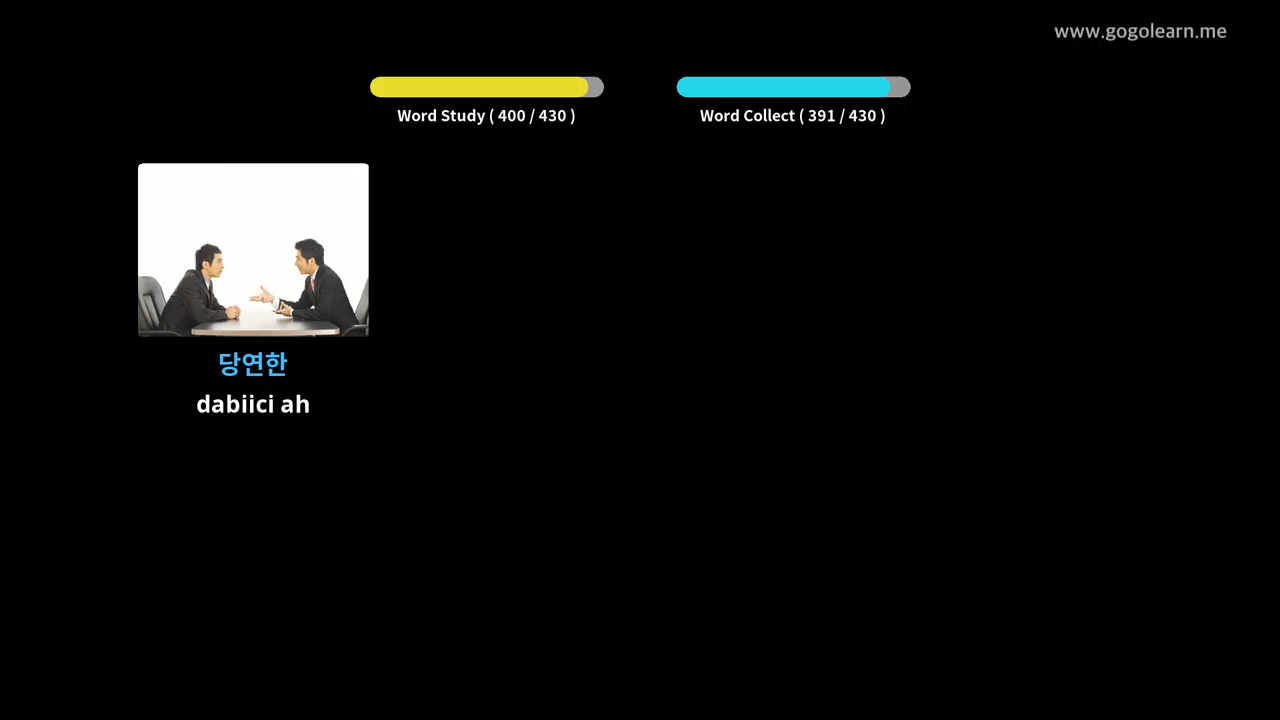 www.gogolearn.me
Word Study ( 400 / 430 )
Word Collect ( 391 / 430 )
당연한
dabiici ah